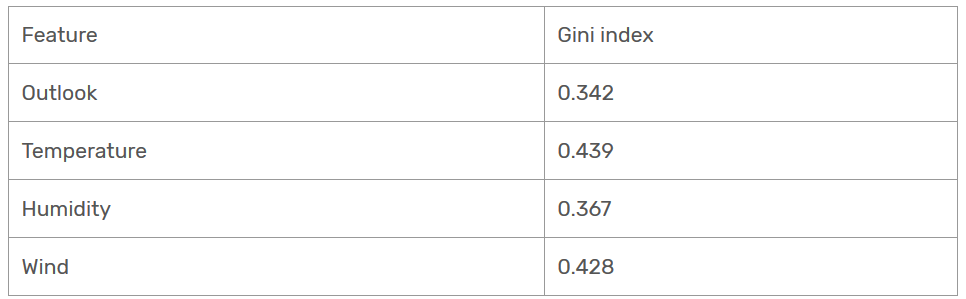 Feature Gini index
Outlook 0.342
Temperature 0.439
Humidity 0.367
Wind 0.428